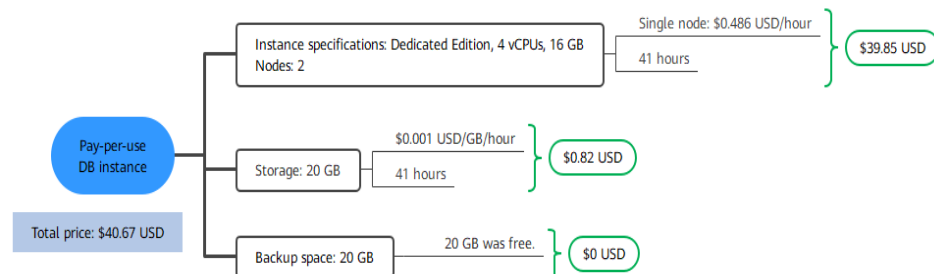 Pay-per-use
DB instance
Total price: $40.67 USD
Instance specifications: Dedicated Edition, 4 vCPUs, 16 GB
Nodes: 2
Single node: $0.486 USD/hour
41 hours
$39.85 USD
Storage: 20 GB
$0.001 USD/GB/hour
41 hours
$0.82 USD
Backup space: 20 GB
20 GB was free.
$0 USD